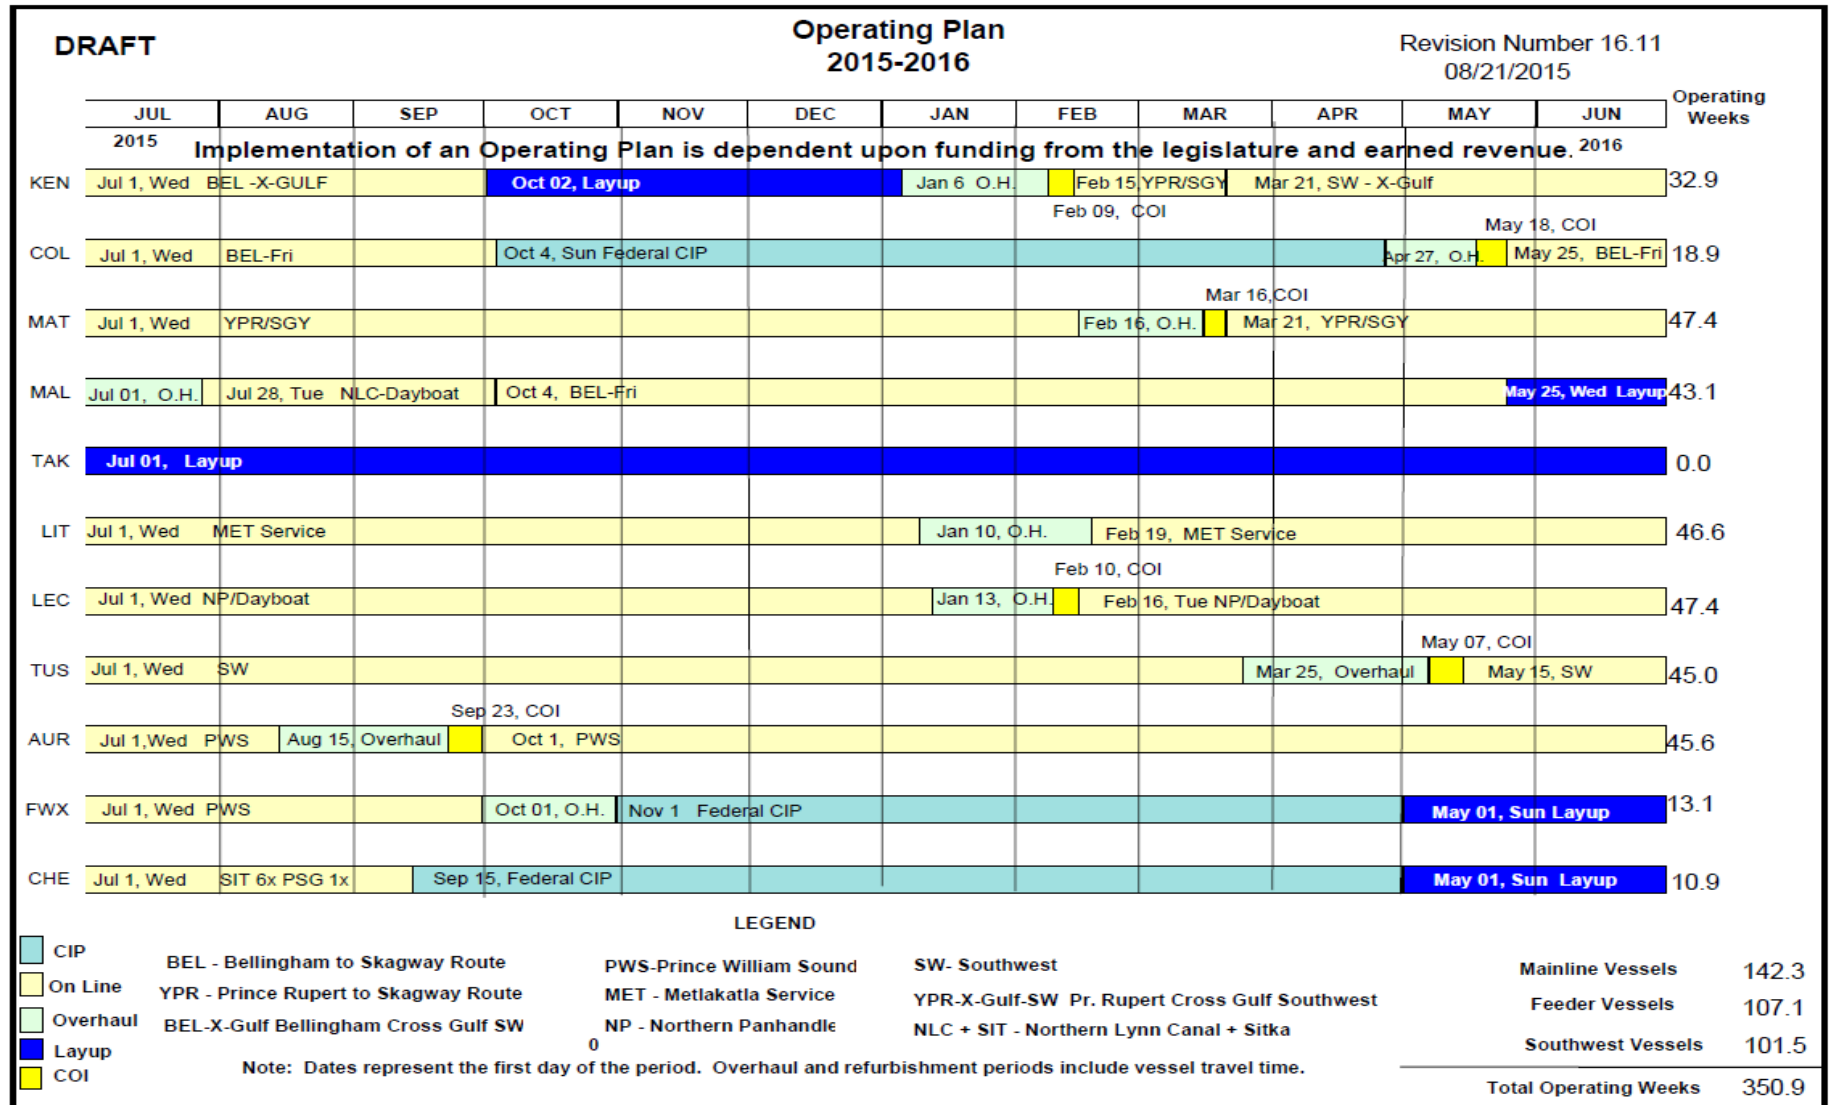 DRAFT
Operating Plan
2015-2016
Revision Number 16.11
08/21/2015
JUL AUG SEP OCT NOV DEC JAN FEB MAR APR MAY JUN
Operating
Weeks
2015
Implementation of an Operating Plan is dependent upon funding from the legislature and earned revenue. 2016
KEN Jul 1, Wed BEL -X-GULF Oct 02, Layup Jan 6 O.H. Feb 15,YPR/SGY Mar 21, SW - X-Gulf 32.9
Feb 09, COI
May 18, COI
COL Jul 1, Wed BEL-Fri Oct 4, Sun Federal CIP Apr 27, O.H. May 25, BEL-Fri 18.9
Mar 16,COI
MAT Jul 1, Wed YPR/SGY Feb 16, O.H. Mar 21, YPR/SGY 47.4
MAL Jul 01, O.H. Jul 28, Tue NLC-Dayboat Oct 4, BEL-Fri May 25, Wed Layup 43.1
TAK Jul 01, Layup 0.0
LIT Jul 1, Wed MET Service Jan 10, O.H. Feb 19, MET Service 46.6
Feb 10, COI
LEC Jul 1, Wed NP/Dayboat Jan 13, O.H. Feb 16, Tue NP/Dayboat 47.4
May 07, COI
TUS Jul 1, Wed SW Mar 25, Overhaul May 15, SW 45.0
Sep 23, COI
AUR Jul 1,Wed PWS Aug 15, Overhaul Oct 1, PWS 45.6
FWX Jul 1, Wed PWS Oct 01, O.H. Nov 1 Federal CIP May 01, Sun Layup 13.1
CHE Jul 1, Wed SIT 6x PSG 1x Sep 15, Federal CIP May 01, Sun Layup 10.9
LEGEND
CIP
On Line
Overhaul
Layup
COI
BEL - Bellingham to Skagway Route
YPR - Prince Rupert to Skagway Route
BEL-X-Gulf Bellingham Cross Gulf SW
PWS-Prince William Sound
MET - Metlakatla Service
NP - Northern Panhandle
0
SW- Southwest
YPR-X-Gulf-SW Pr. Rupert Cross Gulf Southwest
NLC + SIT - Northern Lynn Canal + Sitka
Note: Dates represent the first day of the period. Overhaul and refurbishment periods include vessel travel time.
Mainline Vessels 142.3
Feeder Vessels 107.1
Southwest Vessels 101.5
Total Operating Weeks 350.9